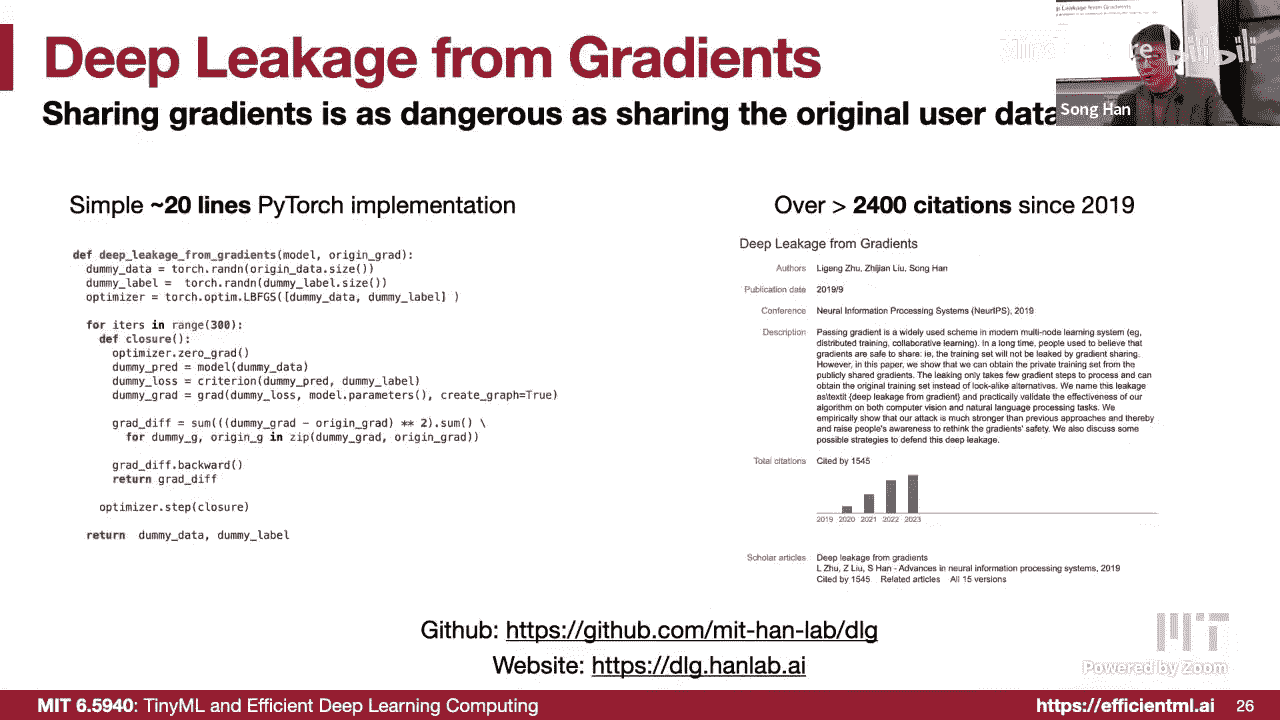 Deep Leakage from Gradients
Sharing gradients is as dangerous as sharing the original user data
Song Han
Simple ~20 lines PyTorch implementation
def deep_leakage_from_gradients(model, origin_grad):
dummy_data = torch.randn(origin_data.size())
dummy_label = torch.randn(dummy_label.size())
optimizer = torch.optim.LBFGS([dummy_data, dummy_label] )
for iters in range(300):
def closure():
optimizer.zero_grad()
dummy_pred = model(dummy_data)
dummy_loss = criterion(dummy_pred, dummy_label)
dummy_grad = grad(dummy_loss, model.parameters(), create_graph=True)
grad_diff = sum(((dummy_grad - origin_grad) ** 2).sum() \
for dummy_g, origin_g in zip(dummy_grad, origin_grad))
grad_diff.backward()
return grad_diff
optimizer.step(closure)
return dummy_data, dummy_label
Over > 2400 citations since 2019
Deep Leakage from Gradients
Authors Ligeng Zhu, Zhijian Liu, Song Han
Publication date 2019/9
Conference Neural Information Processing Systems (NeurIPS), 2019
Description Passing gradient is a widely used scheme in modern multi-node learning system (eg,
distributed training, collaborative learning). In a long time, people used to believe that
gradients are safe to share: ie, the training set will not be leaked by gradient sharing.
However, in this paper, we show that we can obtain the private training set from the
publicly shared gradients. The leaking only takes few gradient steps to process and can
obtain the original training set instead of look-alike alternatives. We name this leakage
as\textit {deep leakage from gradient} and practically validate the effectiveness of our
algorithm on both computer vision and natural language processing tasks. We
empirically show that our attack is much stronger than previous approaches and thereby
and raise people's awareness to rethink the gradients' safety. We also discuss some
possible strategies to defend this deep leakage.
Total citations Cited by 1545
2019 2020 2021 2022 2023
Scholar articles Deep leakage from gradients
L Zhu, Z Liu, S Han - Advances in neural information processing systems, 2019
Cited by 1545 Related articles All 15 versions
Github: https://github.com/mit-han-lab/dlg
Website: https://dlg.hanlab.ai
MIT
Powered by Zoom
MIT 6.5940: TinyML and Efficient Deep Learning Computing
https://efficientml.ai 26